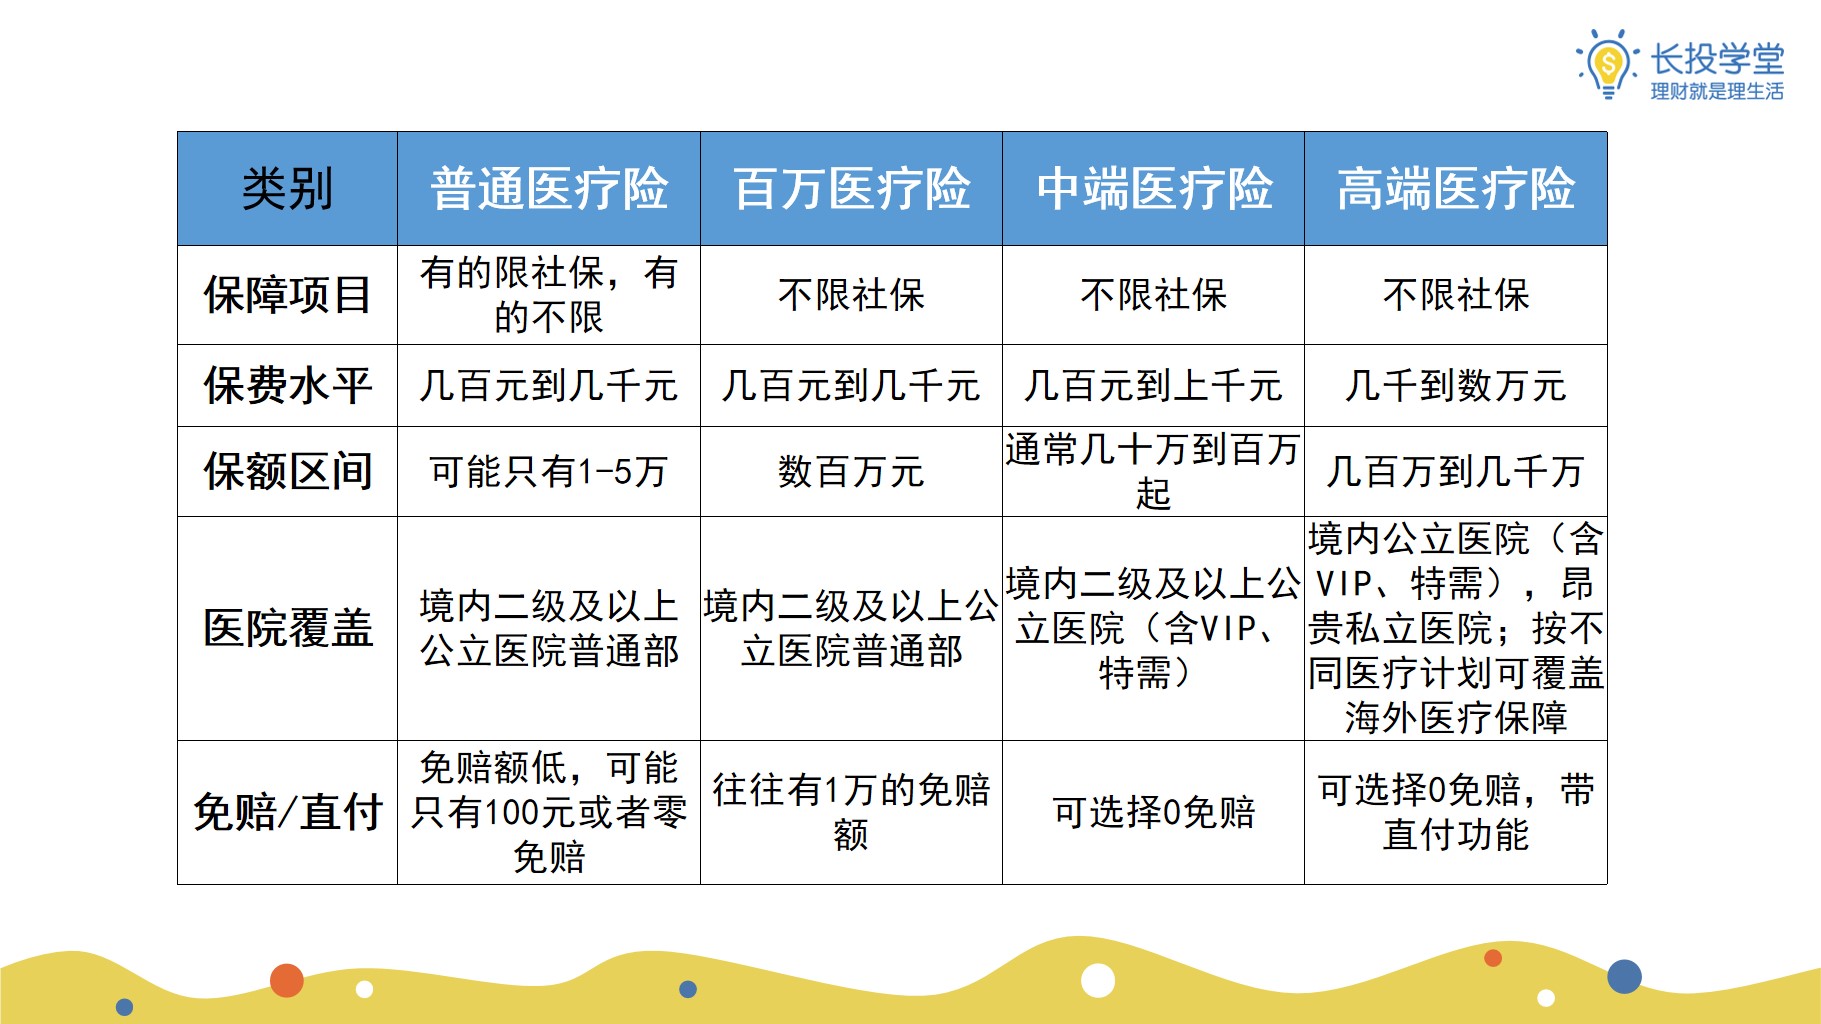 长投学堂
理财就是理生活
类别
普通医疗险
百万医疗险
中端医疗险
高端医疗险
保障项目
有的限社保，有
的不限
不限社保
不限社保
不限社保
保费水平
几百元到几千元
几百元到几千元
几百元到上千元
几千到数万元
保额区间
可能只有1-5万
数百万元
通常几十万到百万
起
几百万到几千万
医院覆盖
境内二级及以上
公立医院普通部
境内二级及以上公
立医院普通部
境内二级及以上公
立医院（含VIP、
特需）
境内公立医院（含
VIP、特需），昂
贵私立医院；按不
同医疗计划可覆盖
海外医疗保障
免赔/直付
免赔额低，可能
只有100元或者零
免赔
往往有1万的免赔
额
可选择0免赔
可选择0免赔，带
直付功能